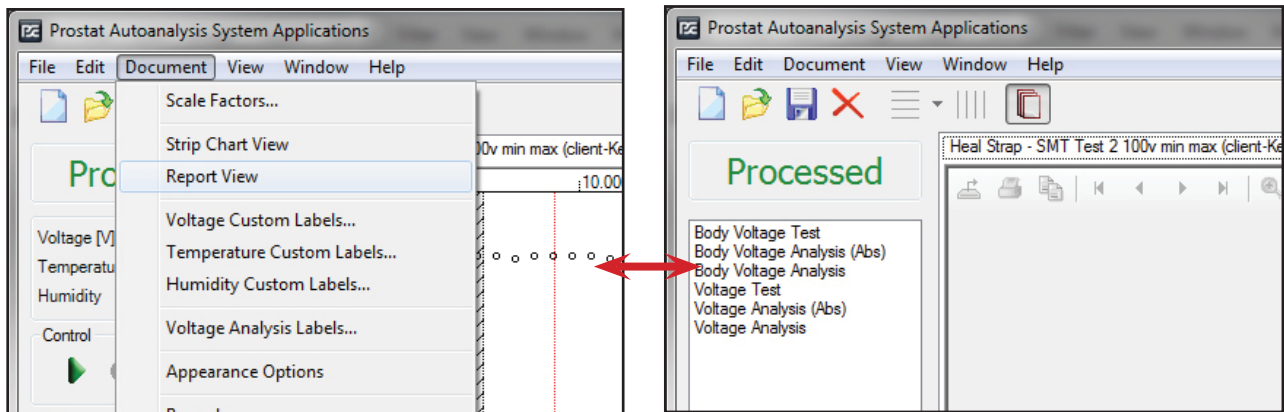 Prostat Autoanalysis System Applications
File Edit Document View Window Help
Scale Factors...
Strip Chart View
Report View
Voltage Custom Labels...
Temperature Custom Labels...
Humidity Custom Labels...
Voltage Analysis Labels...
Appearance Options
Pro
Voltage [V]
Temperatu
Humidity
Control
00v min max (client-Ke
10.00
Prostat Autoanalysis System Applications
File Edit Document View Window Help
Heal Strap - SMT Test 2 100v min max (client-Ke
Processed
Body Voltage Test
Body Voltage Analysis (Abs)
Body Voltage Analysis
Voltage Test
Voltage Analysis (Abs)
Voltage Analysis